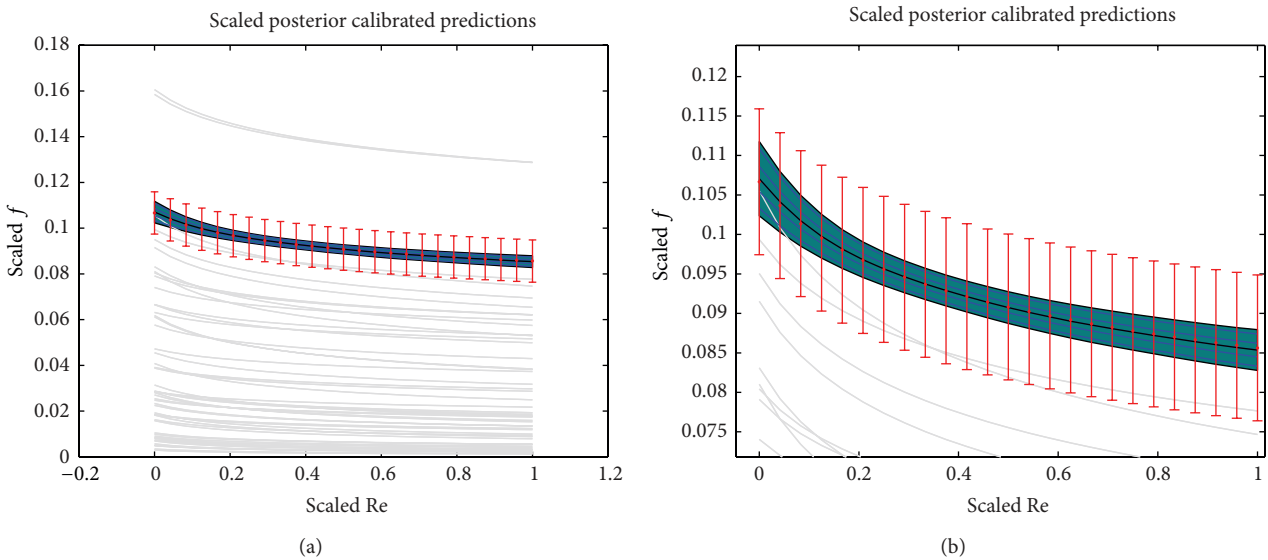 Scaled posterior calibrated predictions
0.18
0.16
0.14
0.12
0.1
0.08
0.06
0.04
0.02
0
Scaled f
−0.2 0 0.2 0.4 0.6 0.8 1 1.2
Scaled Re
(a)
Scaled posterior calibrated predictions
0.12
0.115
0.11
0.105
0.1
0.095
0.09
0.085
0.08
0.075
Scaled f
0 0.2 0.4 0.6 0.8 1
Scaled Re
(b)